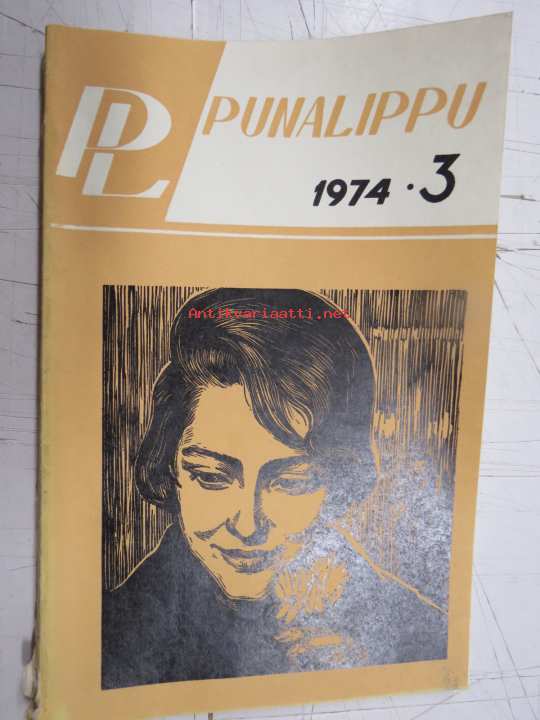 PL
PUNALIPPU
1974 · 3
Antikvariaatti.net